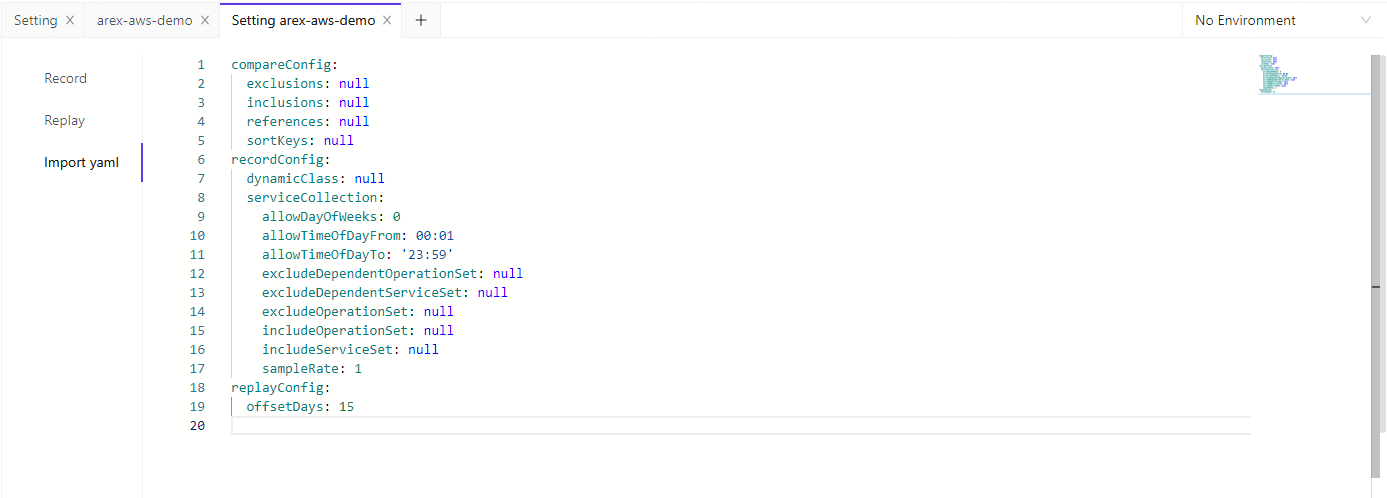 Setting
arex-aws-demo
Setting arex-aws-demo
No Environment
Record
Replay
Import yaml
1 compareConfig:
2 exclusions: null
3 inclusions: null
4 references: null
5 sortKeys: null
6 recordConfig:
7 dynamicClass: null
8 serviceCollection:
9 allowDayOfWeeks: 0
10 allowTimeOfDayFrom: 00:01
11 allowTimeOfDayTo: '23:59'
12 excludeDependentOperationSet: null
13 excludeDependentServiceSet: null
14 excludeOperationSet: null
15 includeOperationSet: null
16 includeServiceSet: null
17 sampleRate: 1
18 replayConfig:
19 offsetDays: 15
20